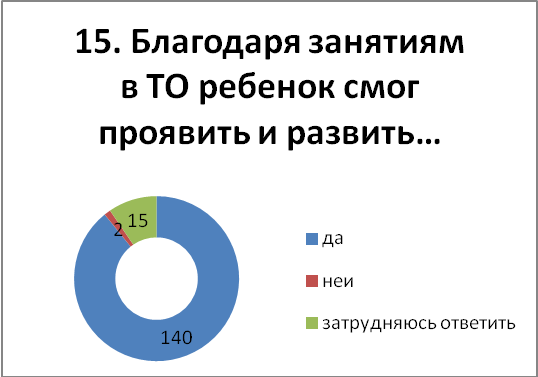 15. Благодаря занятиям
в ТО ребенок смог
проявить и развить...
15
2
140
да
неи
затрудняюсь ответить